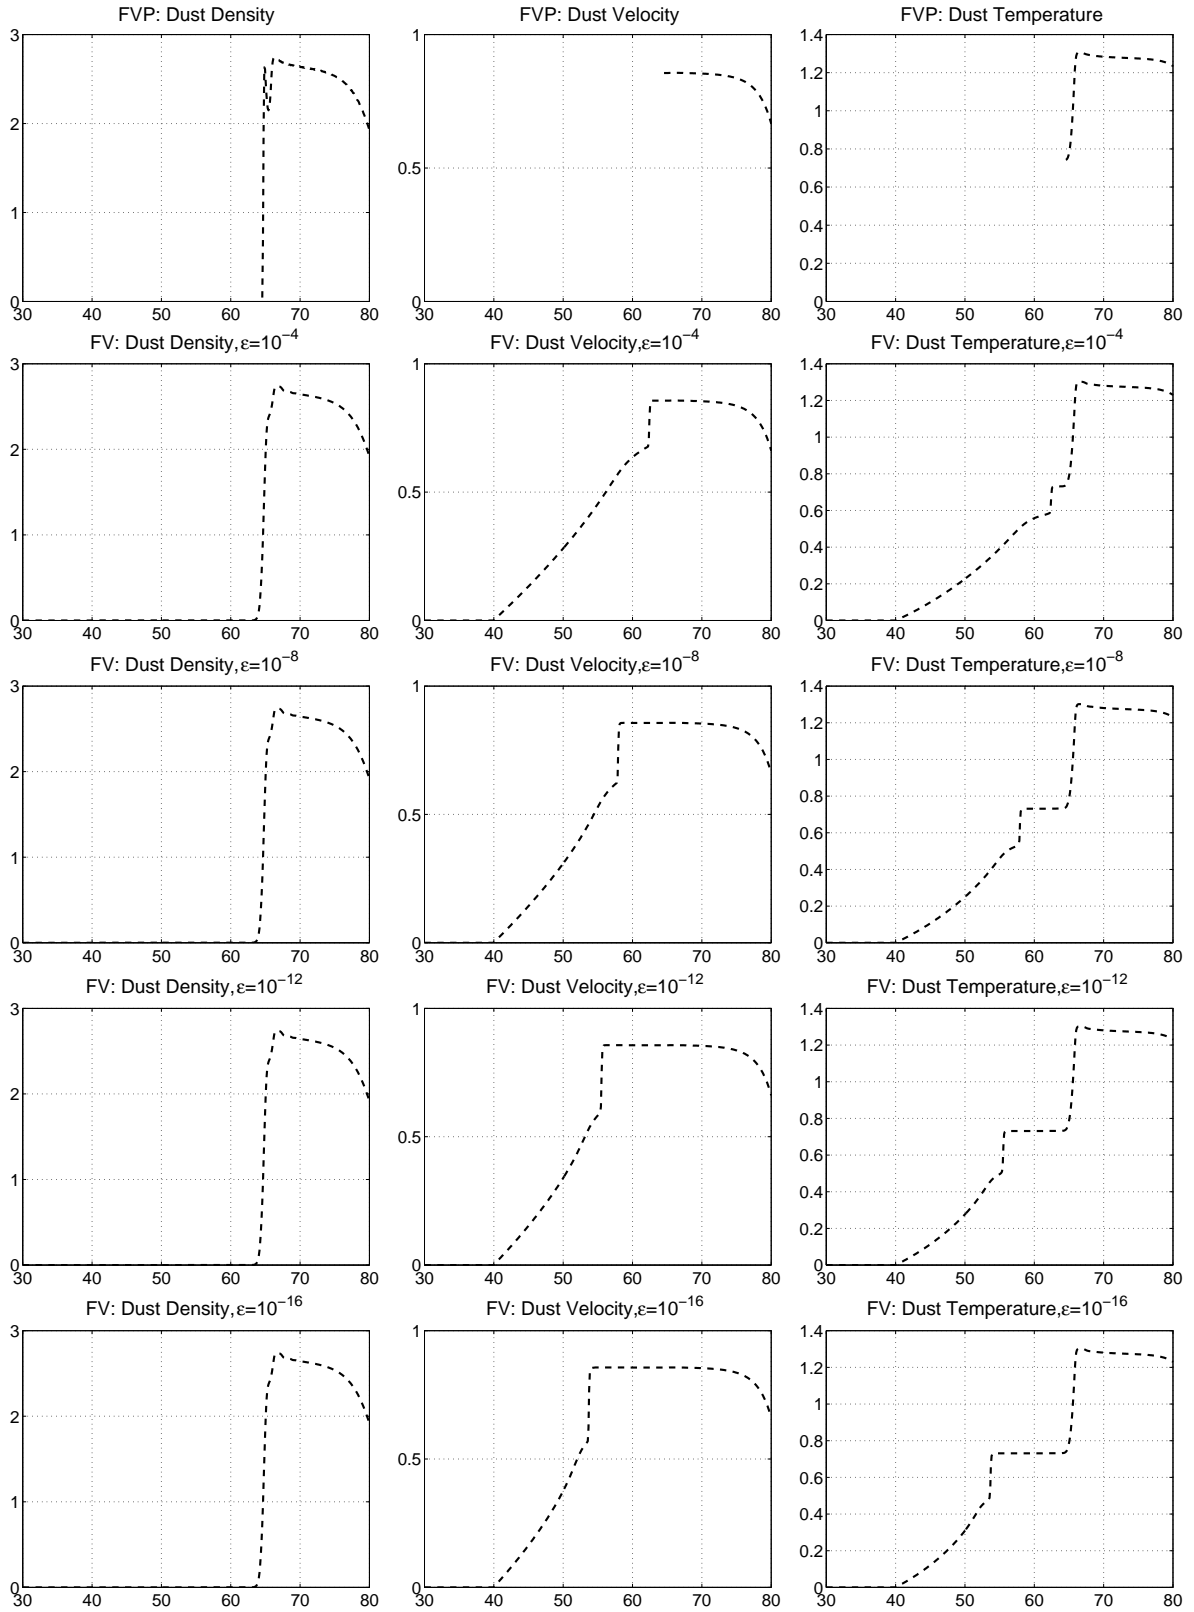 FVP: Dust Density
FVP: Dust Velocity
FVP: Dust Temperature
3
2
1
0
30 40 50 60 70 80
1
0.5
0
30 40 50 60 70 80
1.4
1.2
1
0.8
0.6
0.4
0.2
0
30 40 50 60 70 80
FV: Dust Density,ε=10⁻⁴
FV: Dust Velocity,ε=10⁻⁴
FV: Dust Temperature,ε=10⁻⁴
3
2
1
0
30 40 50 60 70 80
1
0.5
0
30 40 50 60 70 80
1.4
1.2
1
0.8
0.6
0.4
0.2
0
30 40 50 60 70 80
FV: Dust Density,ε=10⁻⁸
FV: Dust Velocity,ε=10⁻⁸
FV: Dust Temperature,ε=10⁻⁸
3
2
1
0
30 40 50 60 70 80
1
0.5
0
30 40 50 60 70 80
1.4
1.2
1
0.8
0.6
0.4
0.2
0
30 40 50 60 70 80
FV: Dust Density,ε=10⁻¹²
FV: Dust Velocity,ε=10⁻¹²
FV: Dust Temperature,ε=10⁻¹²
3
2
1
0
30 40 50 60 70 80
1
0.5
0
30 40 50 60 70 80
1.4
1.2
1
0.8
0.6
0.4
0.2
0
30 40 50 60 70 80
FV: Dust Density,ε=10⁻¹⁶
FV: Dust Velocity,ε=10⁻¹⁶
FV: Dust Temperature,ε=10⁻¹⁶
3
2
1
0
30 40 50 60 70 80
1
0.5
0
30 40 50 60 70 80
1.4
1.2
1
0.8
0.6
0.4
0.2
0
30 40 50 60 70 80